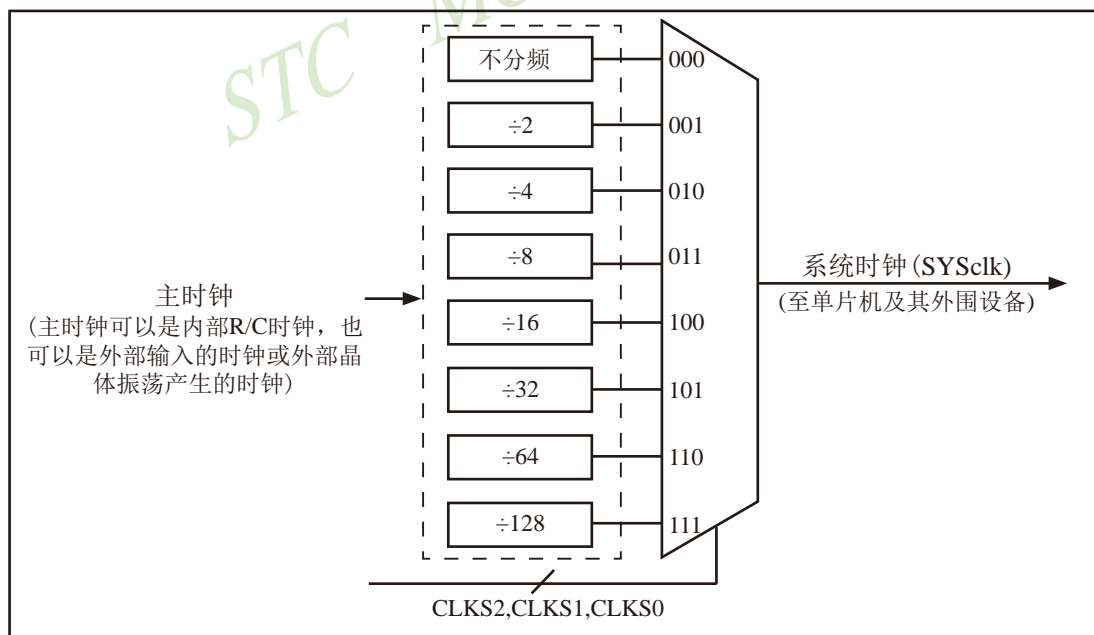 STC MC
不分频
000
÷2
001
÷4
010
÷8
011
÷16
100
÷32
101
÷64
110
÷128
111
主时钟
(主时钟可以是内部R/C时钟，也
可以是外部输入的时钟或外部晶
体振荡产生的时钟)
系统时钟(SYSclk)
(至单片机及其外围设备)
CLKS2,CLKS1,CLKS0